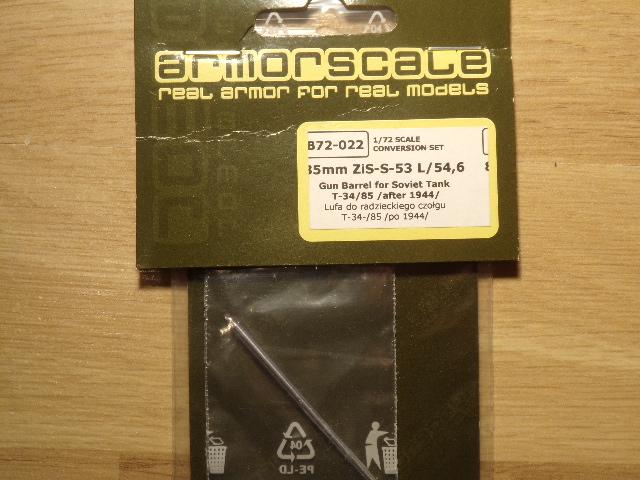 armorscale
real armor for real models
B72-022
1/72 SCALE
CONVERSION SET
35mm ZiS-S-53 L/54,6
Gun Barrel for Soviet Tank
T-34/85 /after 1944/
Lufa do radzieckiego czołgu
T-34-/85 /po 1944/
04
PE-LD